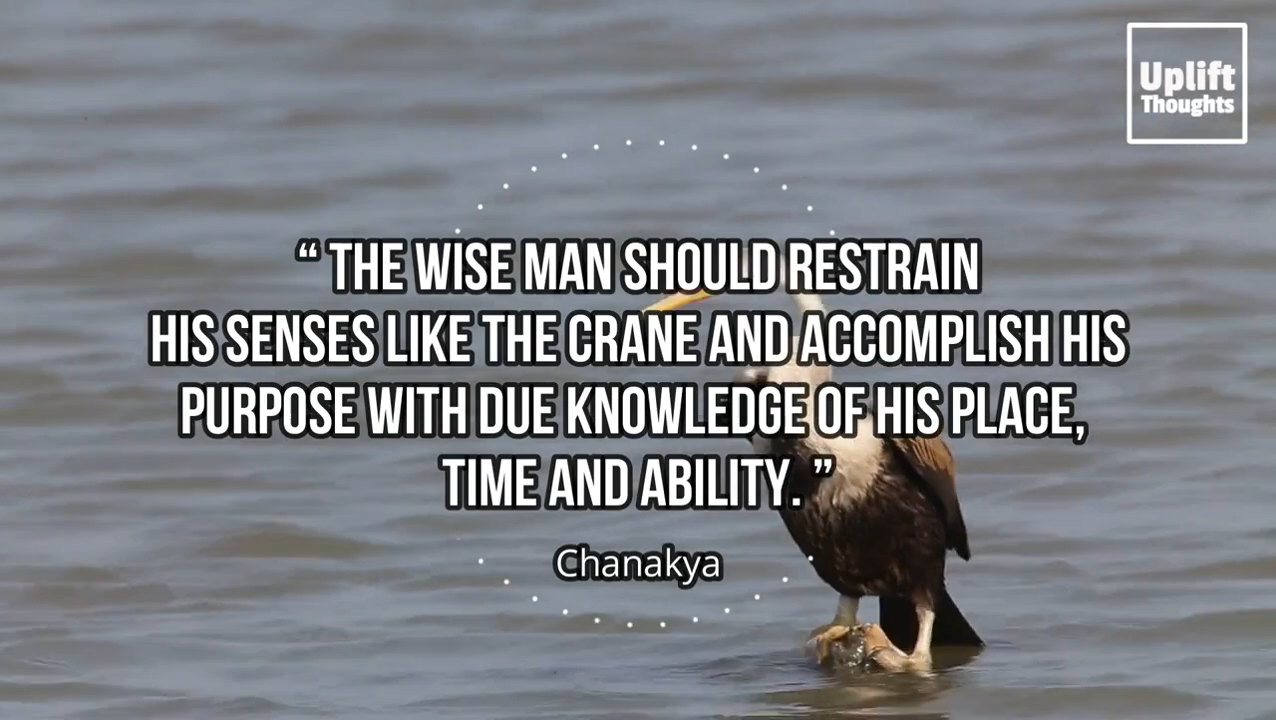 Uplift
Thoughts
“ THE WISE MAN SHOULD RESTRAIN
HIS SENSES LIKE THE CRANE AND ACCOMPLISH HIS
PURPOSE WITH DUE KNOWLEDGE OF HIS PLACE,
TIME AND ABILITY. ”
Chanakya